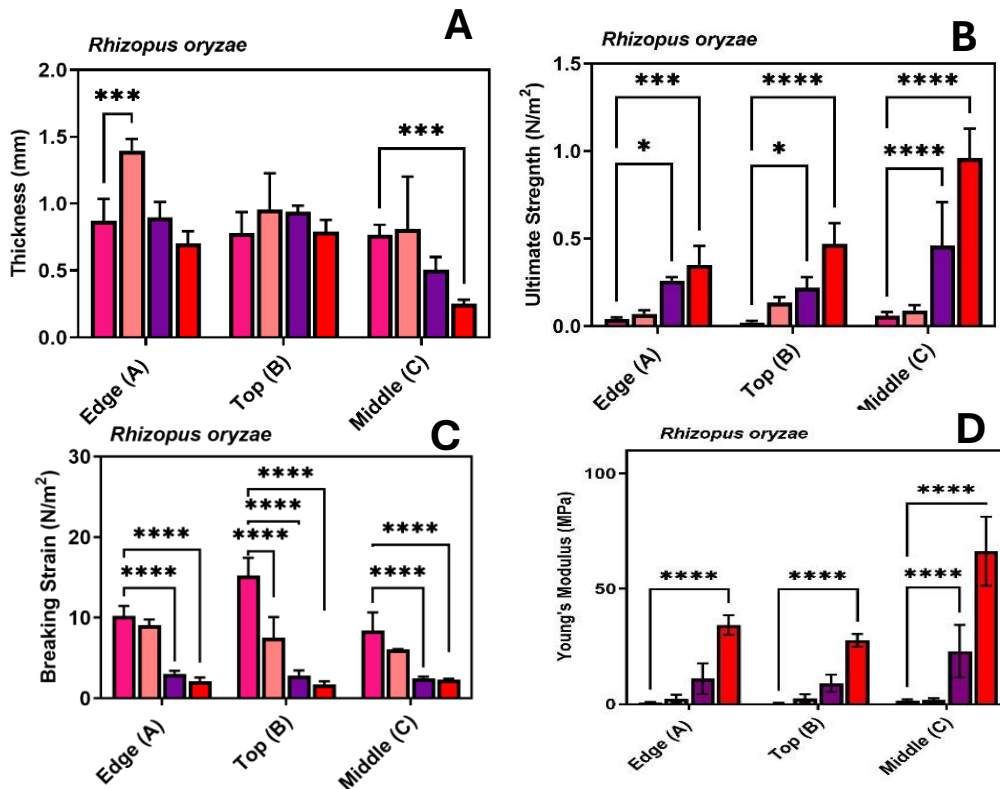 A
Rhizopus oryzae
Thickness (mm)
2.0
1.5
1.0
0.5
0.0
***
***
Edge (A)
Top (B)
Middle (C)
B
Rhizopus oryzae
Ultimate Stregnth (N/m²)
1.5
1.0
0.5
0.0
***
*
****
*
****
****
Edge (A)
Top (B)
Middle (C)
C
Rhizopus oryzae
Breaking Strain (N/m²)
30
20
10
0
****
****
****
****
****
****
****
Edge (A)
Top (B)
Middle (C)
D
Rhizopus oryzae
Young's Modulus (MPa)
100
50
0
****
****
****
****
Edge (A)
Top (B)
Middle (C)